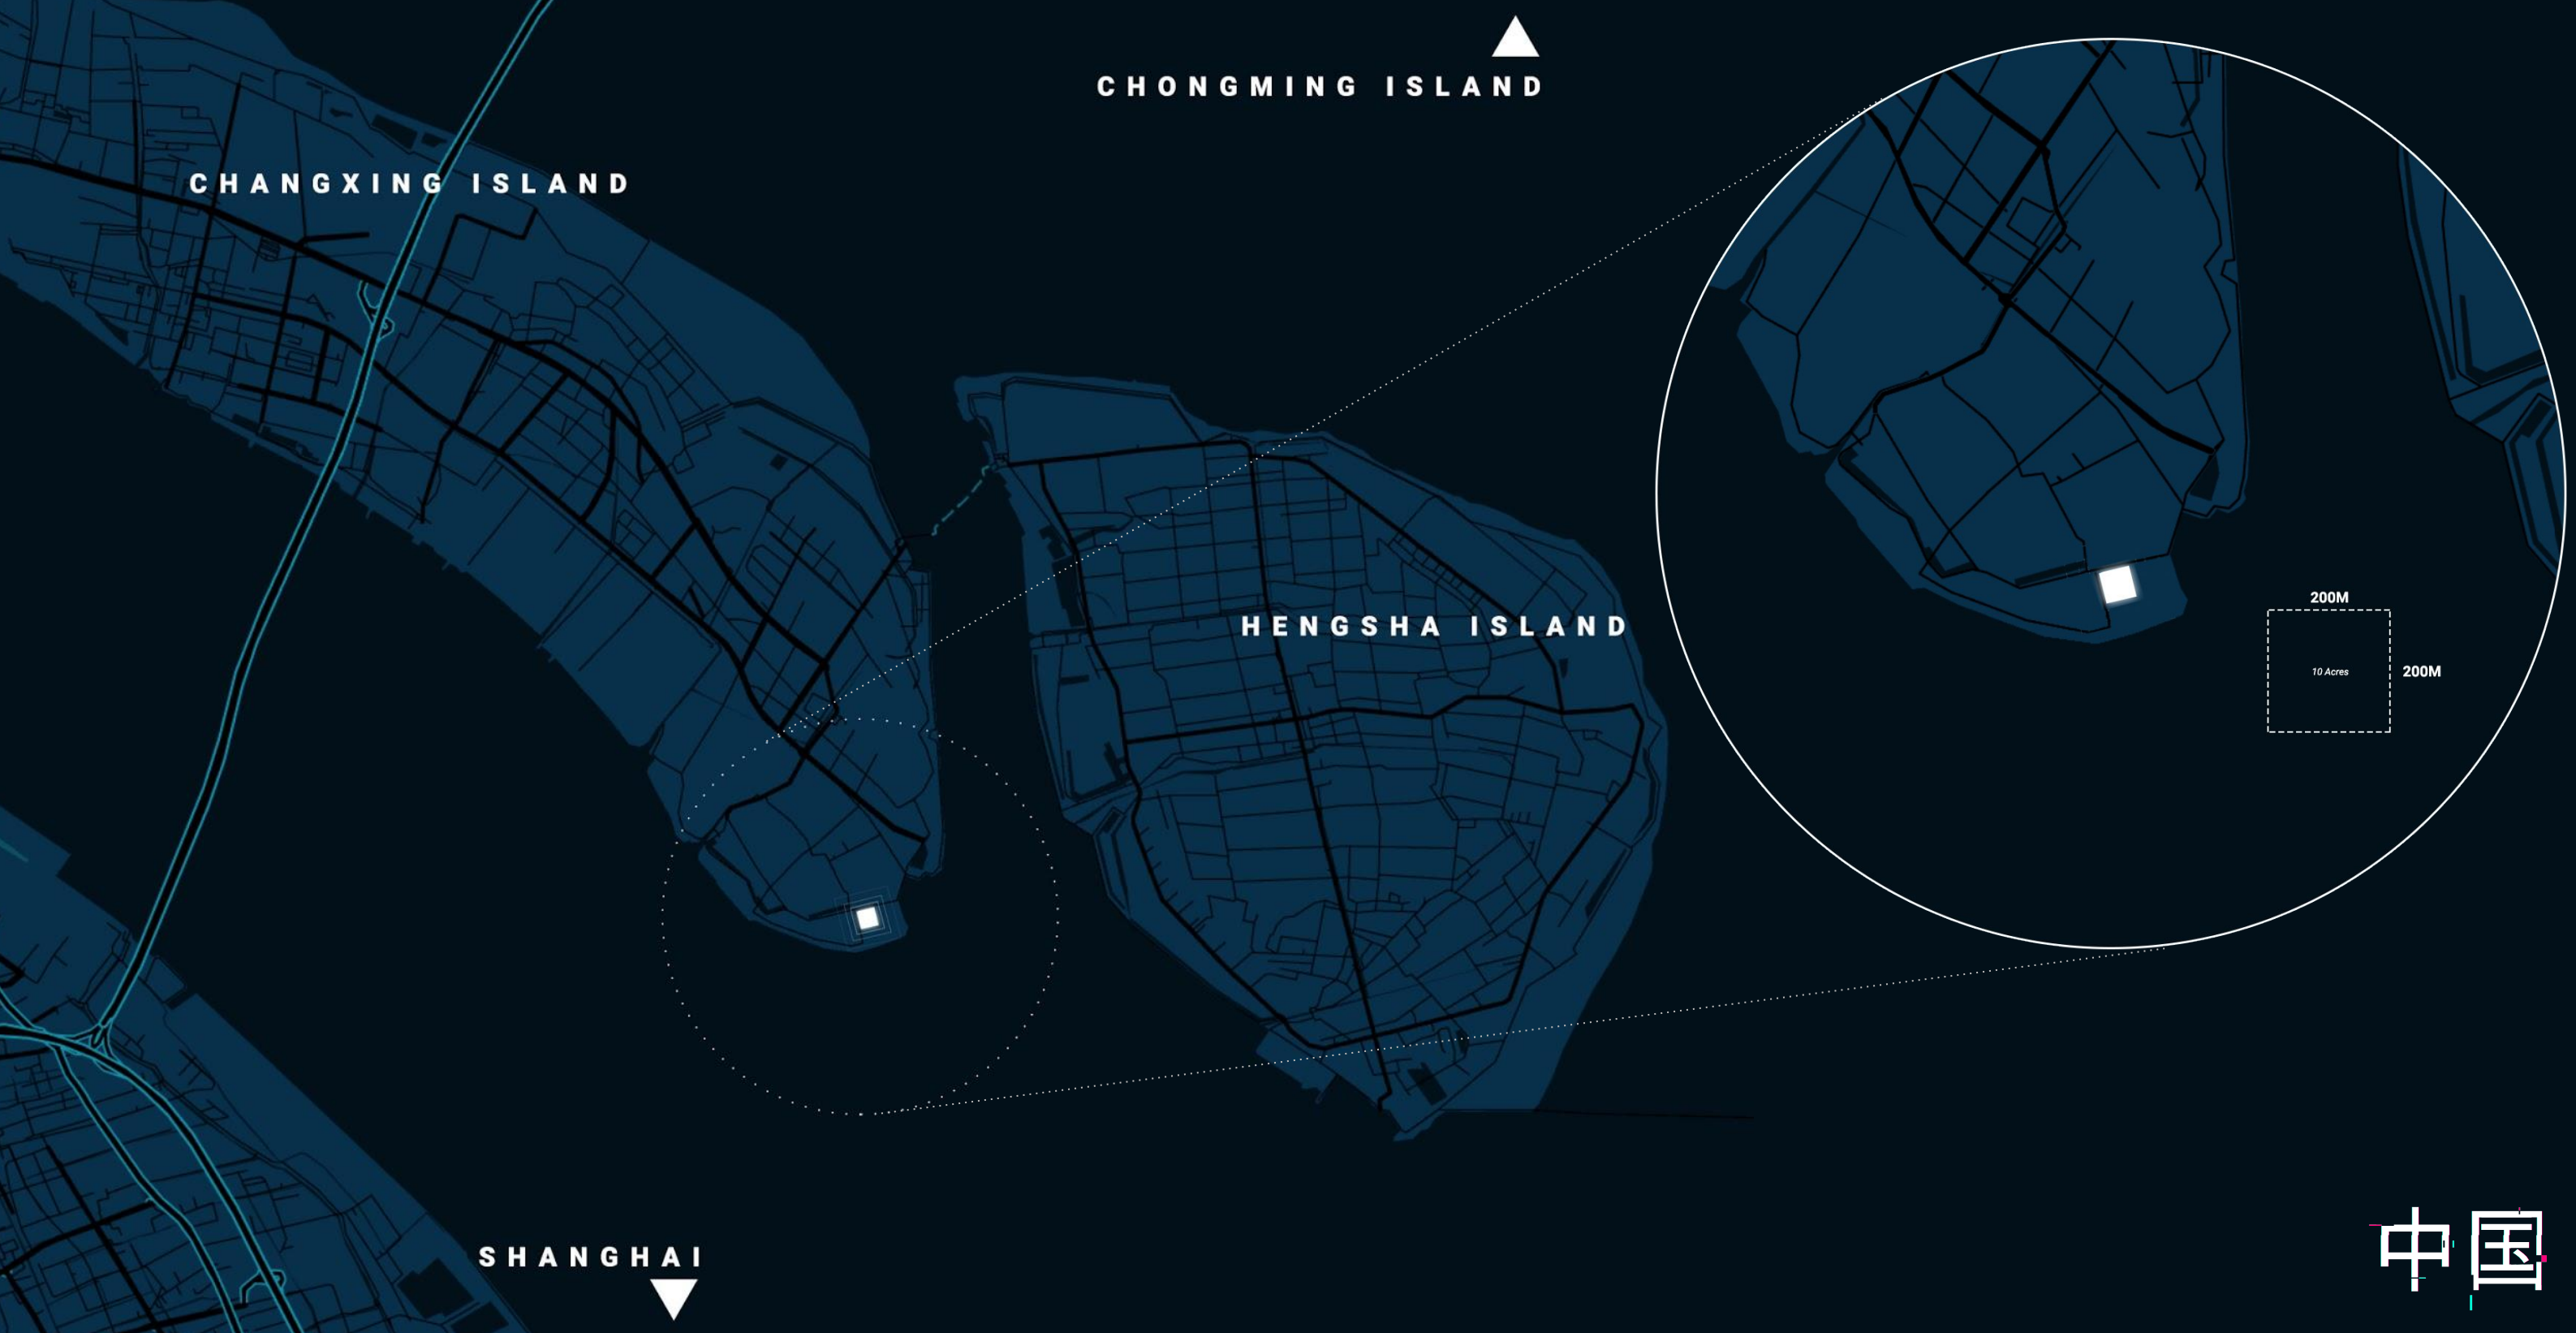 CHONGMING ISLAND
CHANGXING ISLAND
HENGSHA ISLAND
200M
10 Acres
200M
SHANGHAI
中国